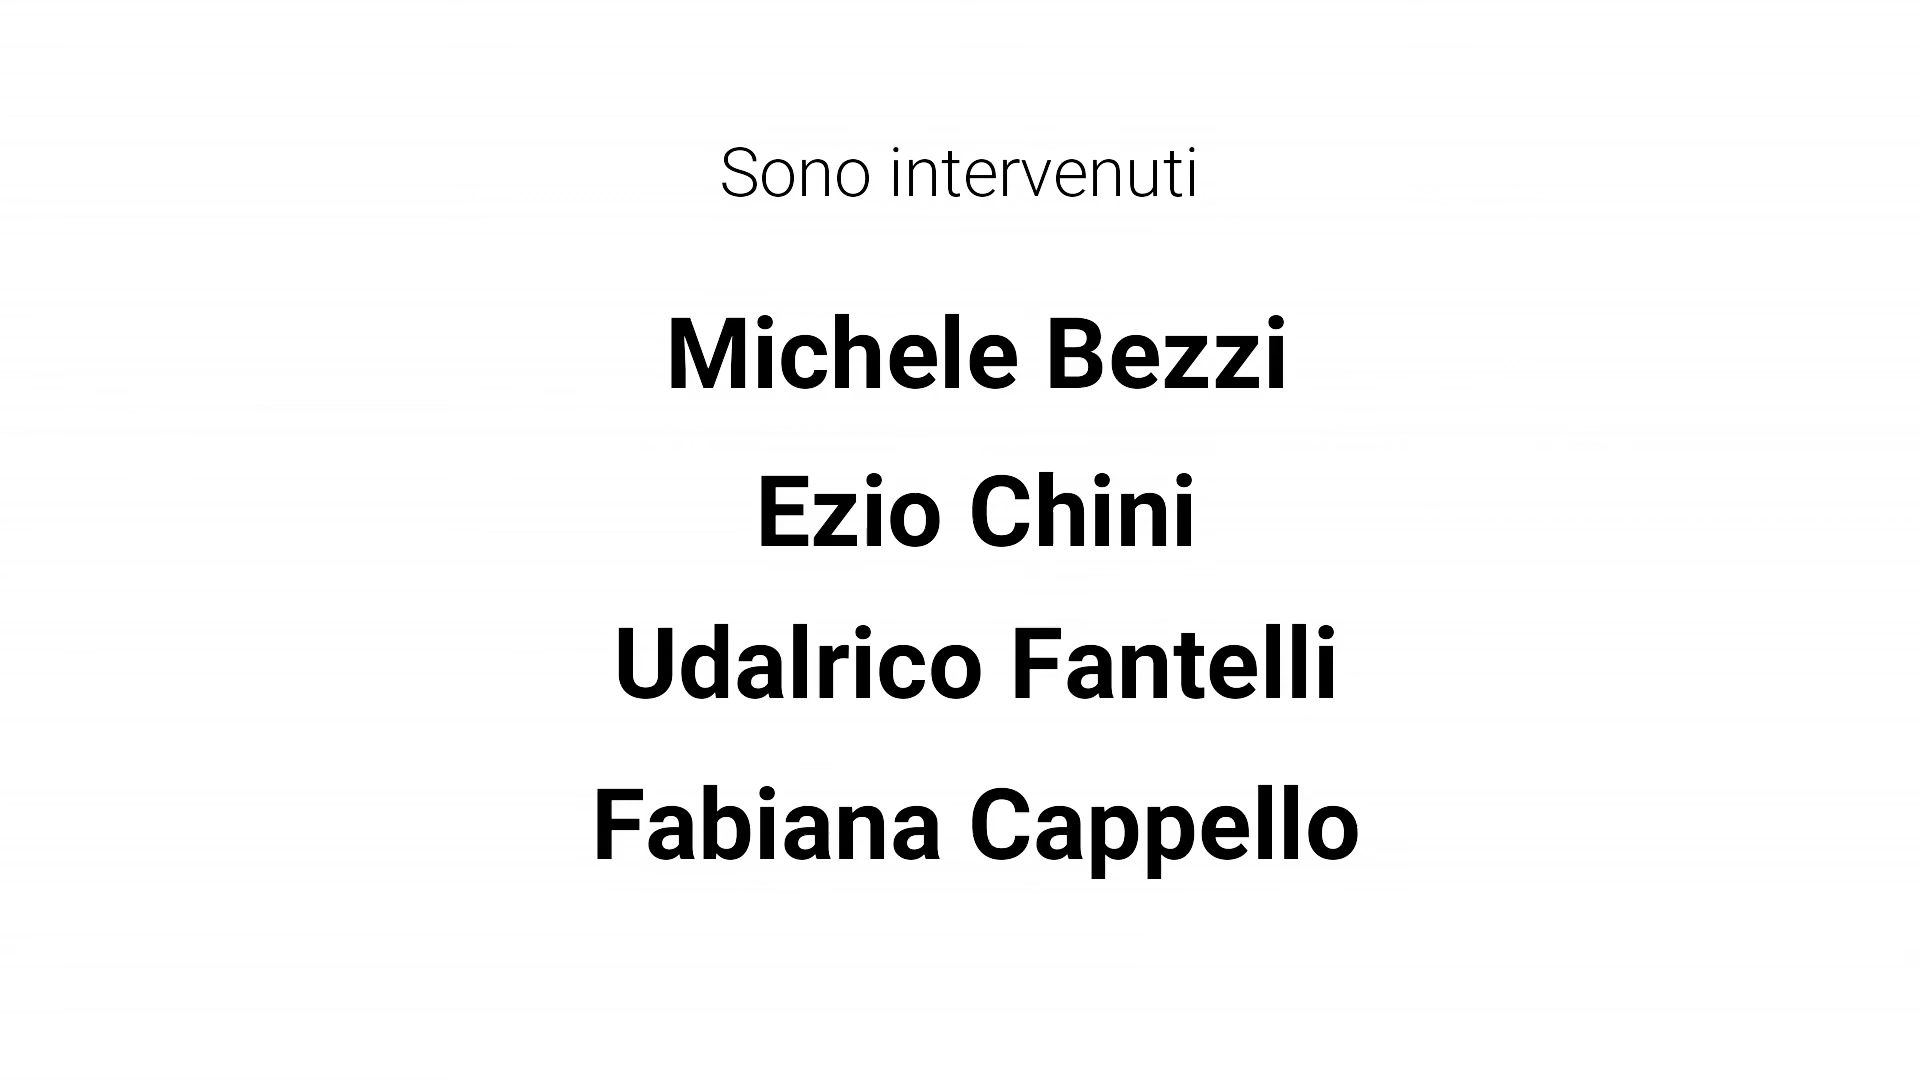 Sono intervenuti
Michele Bezzi
Ezio Chini
Udalrico Fantelli
Fabiana Cappello